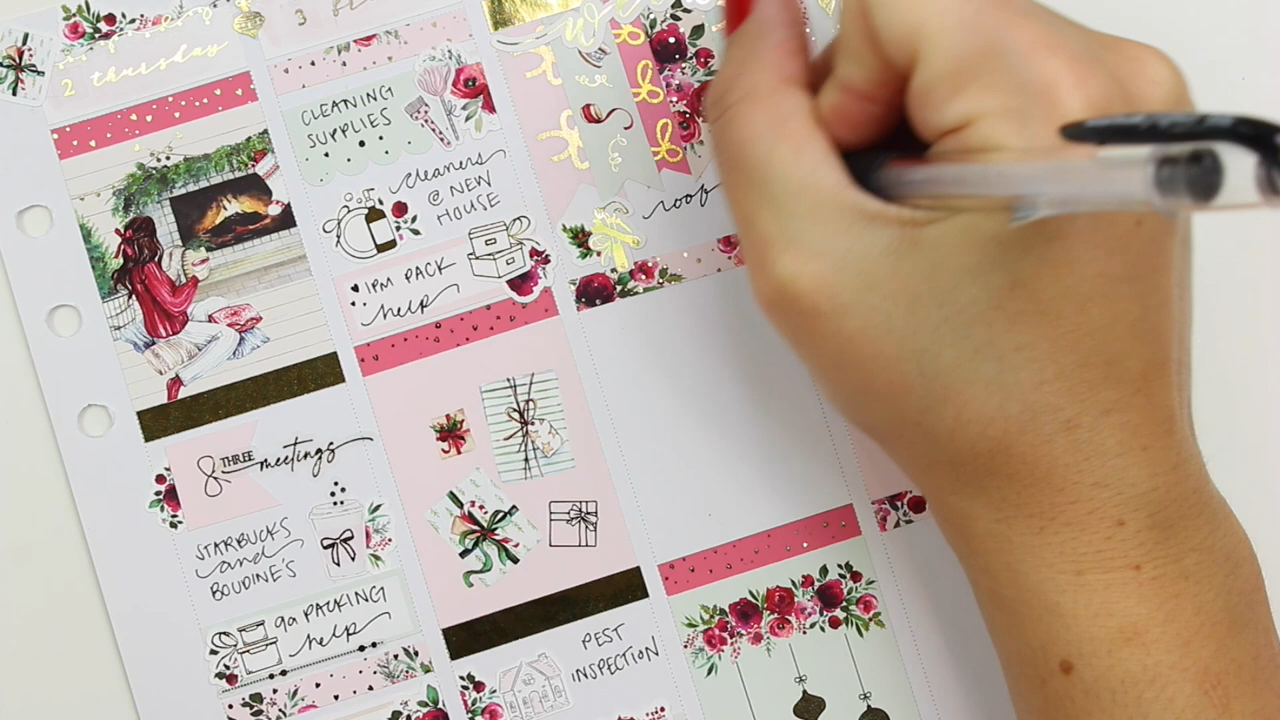 2 thursday
3
CLEANING
SUPPLIES
cleaners
@ NEW
HOUSE
1PM PACK
help
roof
& THREE meetings
STARBUCKS
and
BOUDINE'S
9a PACKING
help
PEST
INSPECTION